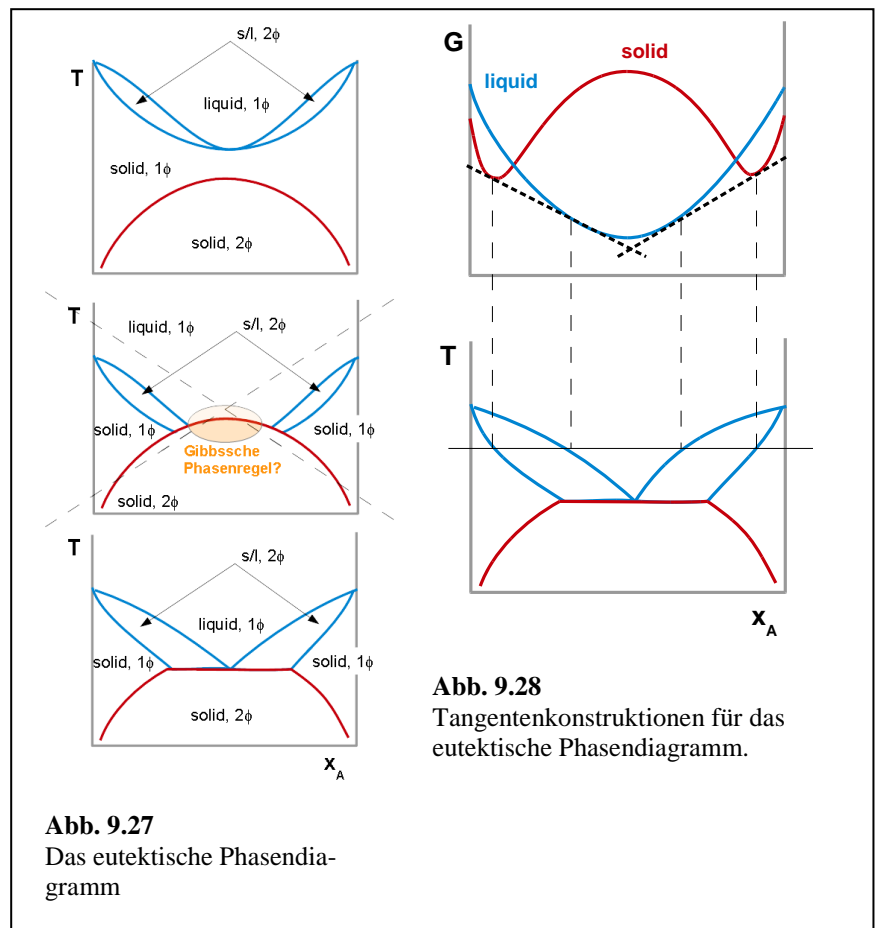 s/l, 2ϕ
T
liquid, 1ϕ
solid, 1ϕ
solid, 2ϕ
T
liquid, 1ϕ
s/l, 2ϕ
solid, 1ϕ
solid, 1ϕ
Gibbssche
Phasenregel?
solid, 2ϕ
T
s/l, 2ϕ
liquid, 1ϕ
solid, 1ϕ
solid, 1ϕ
solid, 2ϕ
x_A
Abb. 9.27
Das eutektische Phasendia-
gramm
G
solid
liquid
T
x_A
Abb. 9.28
Tangentenkonstruktionen für das
eutektische Phasendiagramm.